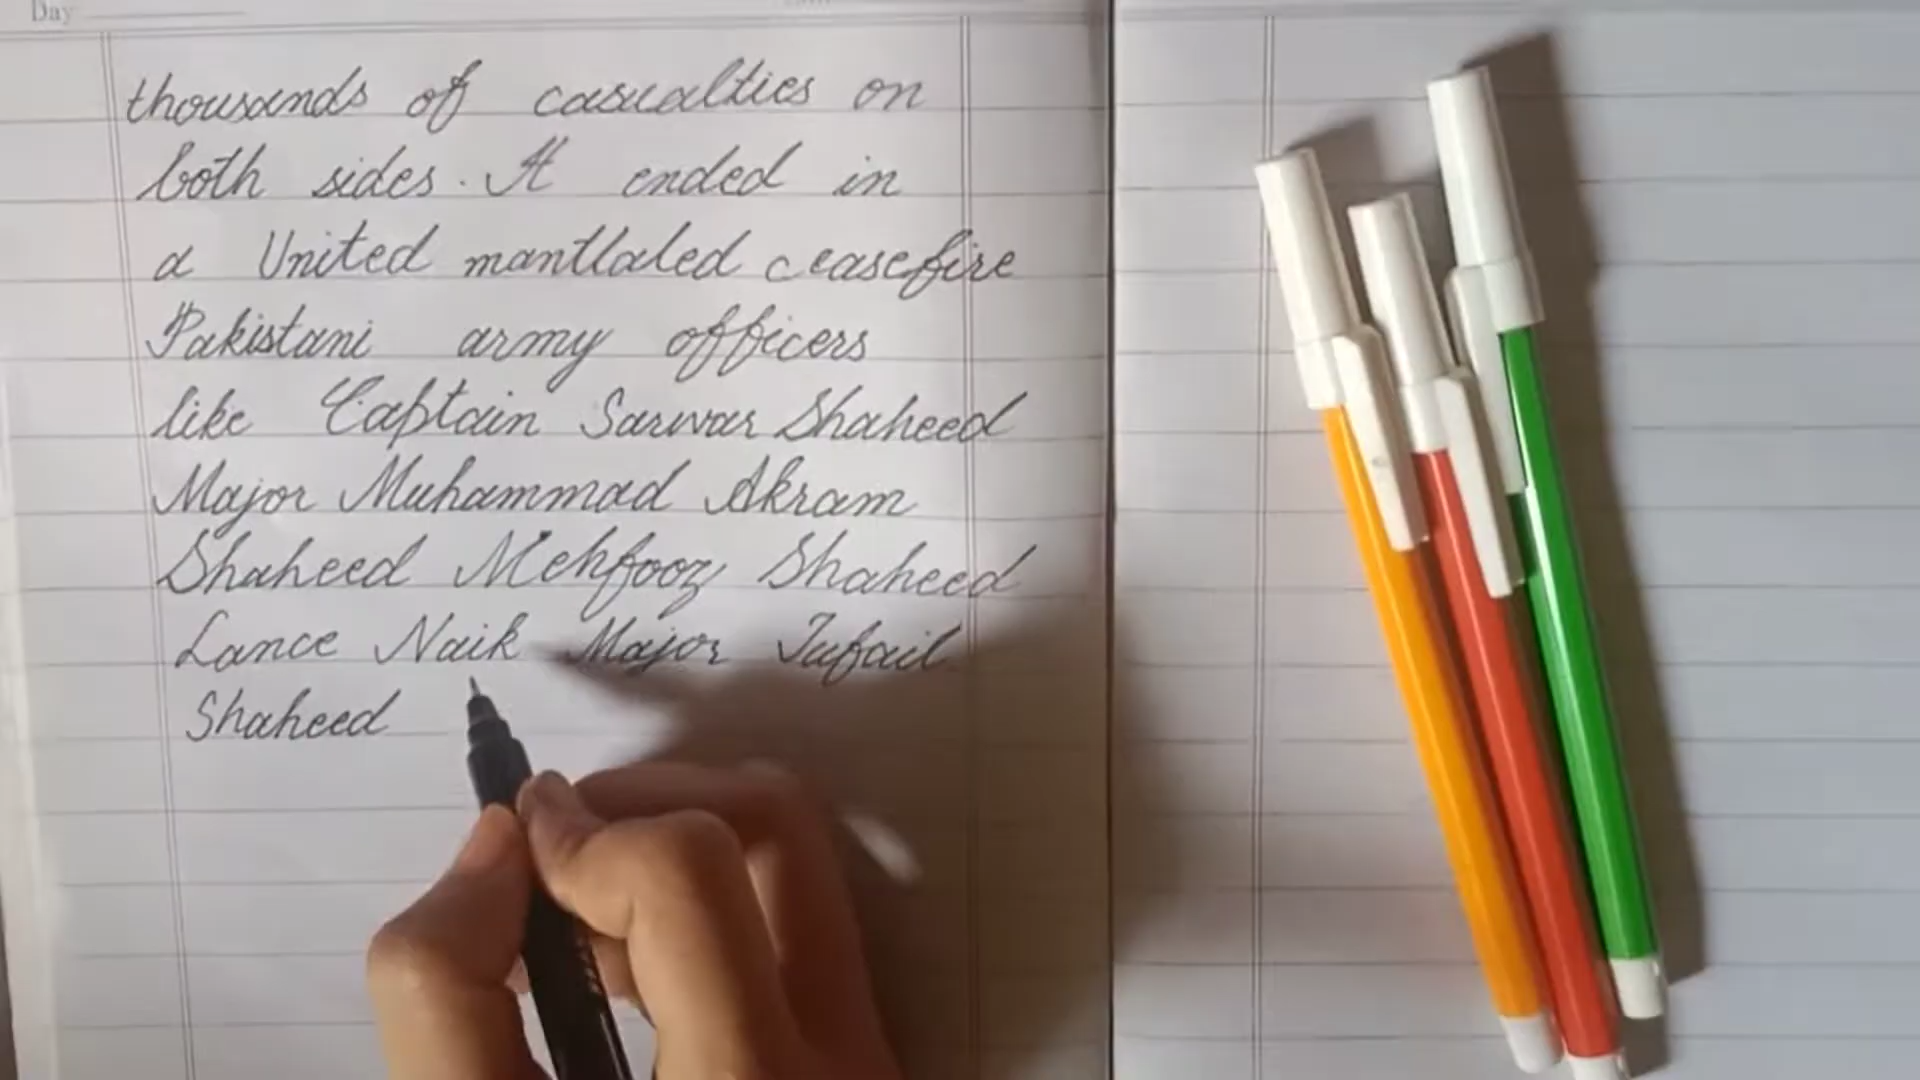 Day
thousands of casualties on
both sides. It ended in
a United mantlaled ceasefire
Pakistani army officers
like Captain Sarwar Shaheed
Major Muhammad Akram
Shaheed Mehfooz Shaheed
Lance Naik Major Tufail
Shaheed